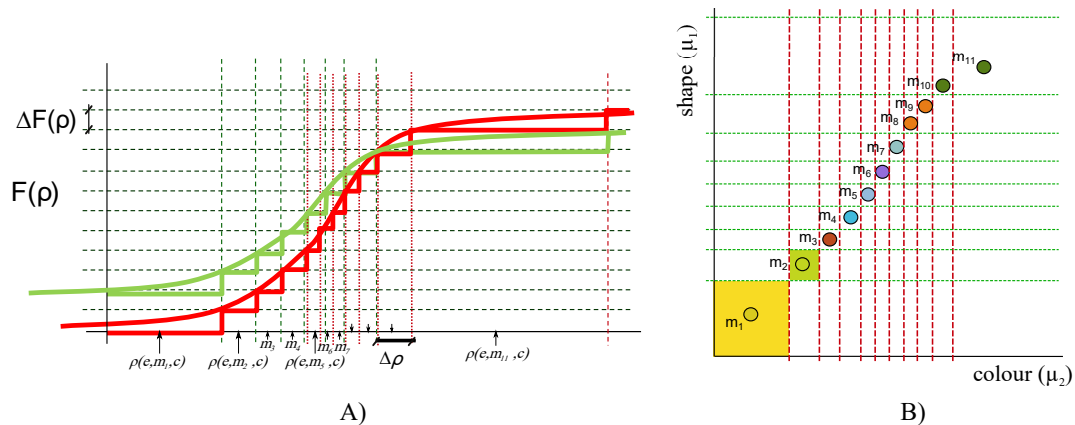 ΔF(ρ)
F(ρ)
m3 m4 m6 m7
ρ(e,m1,c) ρ(e,m2 ,c) ρ(e,m5 ,c) Δρ ρ(e,m11 ,c)
A)
shape (μ1)
m11
m10
m9
m8
m7
m6
m5
m4
m3
m2
m1
colour (μ2)
B)